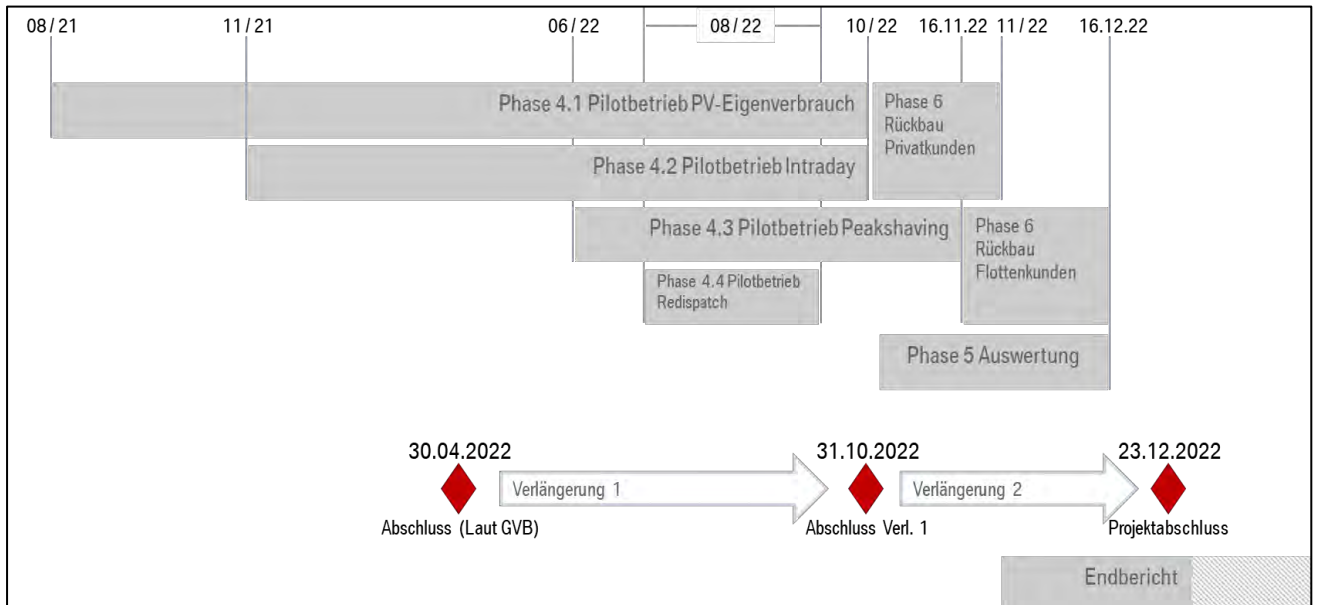 08/21
11/21
06/22
08/22
10/22
16.11.22
11/22
16.12.22
Phase 4.1 Pilotbetrieb PV-Eigenverbrauch
Phase 6
Rückbau
Privatkunden
Phase 4.2 Pilotbetrieb Intraday
Phase 4.3 Pilotbetrieb Peakshaving
Phase 6
Rückbau
Flottenkunden
Phase 4.4 Pilotbetrieb
Redispatch
Phase 5 Auswertung
30.04.2022
31.10.2022
23.12.2022
Verlängerung 1
Verlängerung 2
Abschluss (Laut GVB)
Abschluss Verl. 1
Projektabschluss
Endbericht